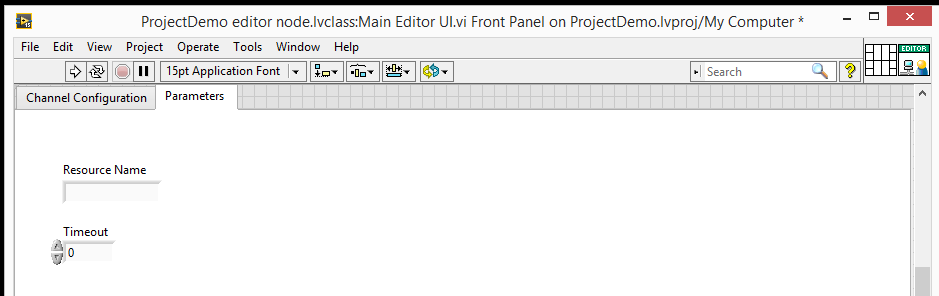 ProjectDemo editor node.lvclass:Main Editor UI.vi Front Panel on ProjectDemo.lvproj/My Computer *
File Edit View Project Operate Tools Window Help
15pt Application Font Search ? EDITOR
Channel Configuration Parameters
Resource Name
Timeout
0